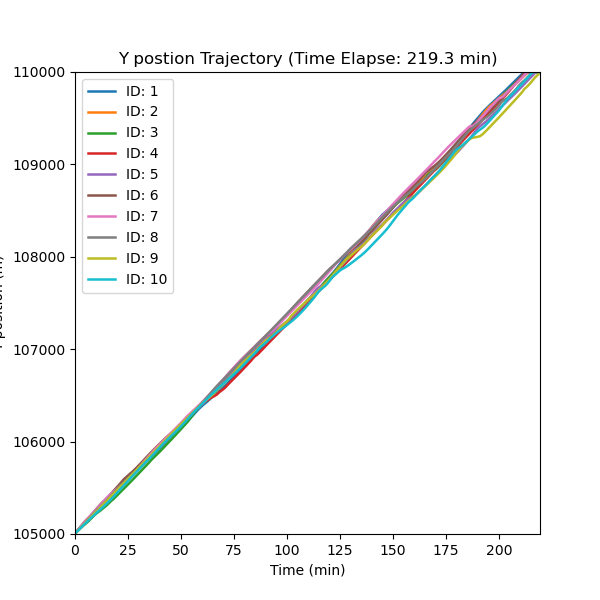 Y postion Trajectory (Time Elapse: 219.3 min)
110000
109000
108000
107000
106000
105000
ID: 1
ID: 2
ID: 3
ID: 4
ID: 5
ID: 6
ID: 7
ID: 8
ID: 9
ID: 10
0 25 50 75 100 125 150 175 200
Time (min)